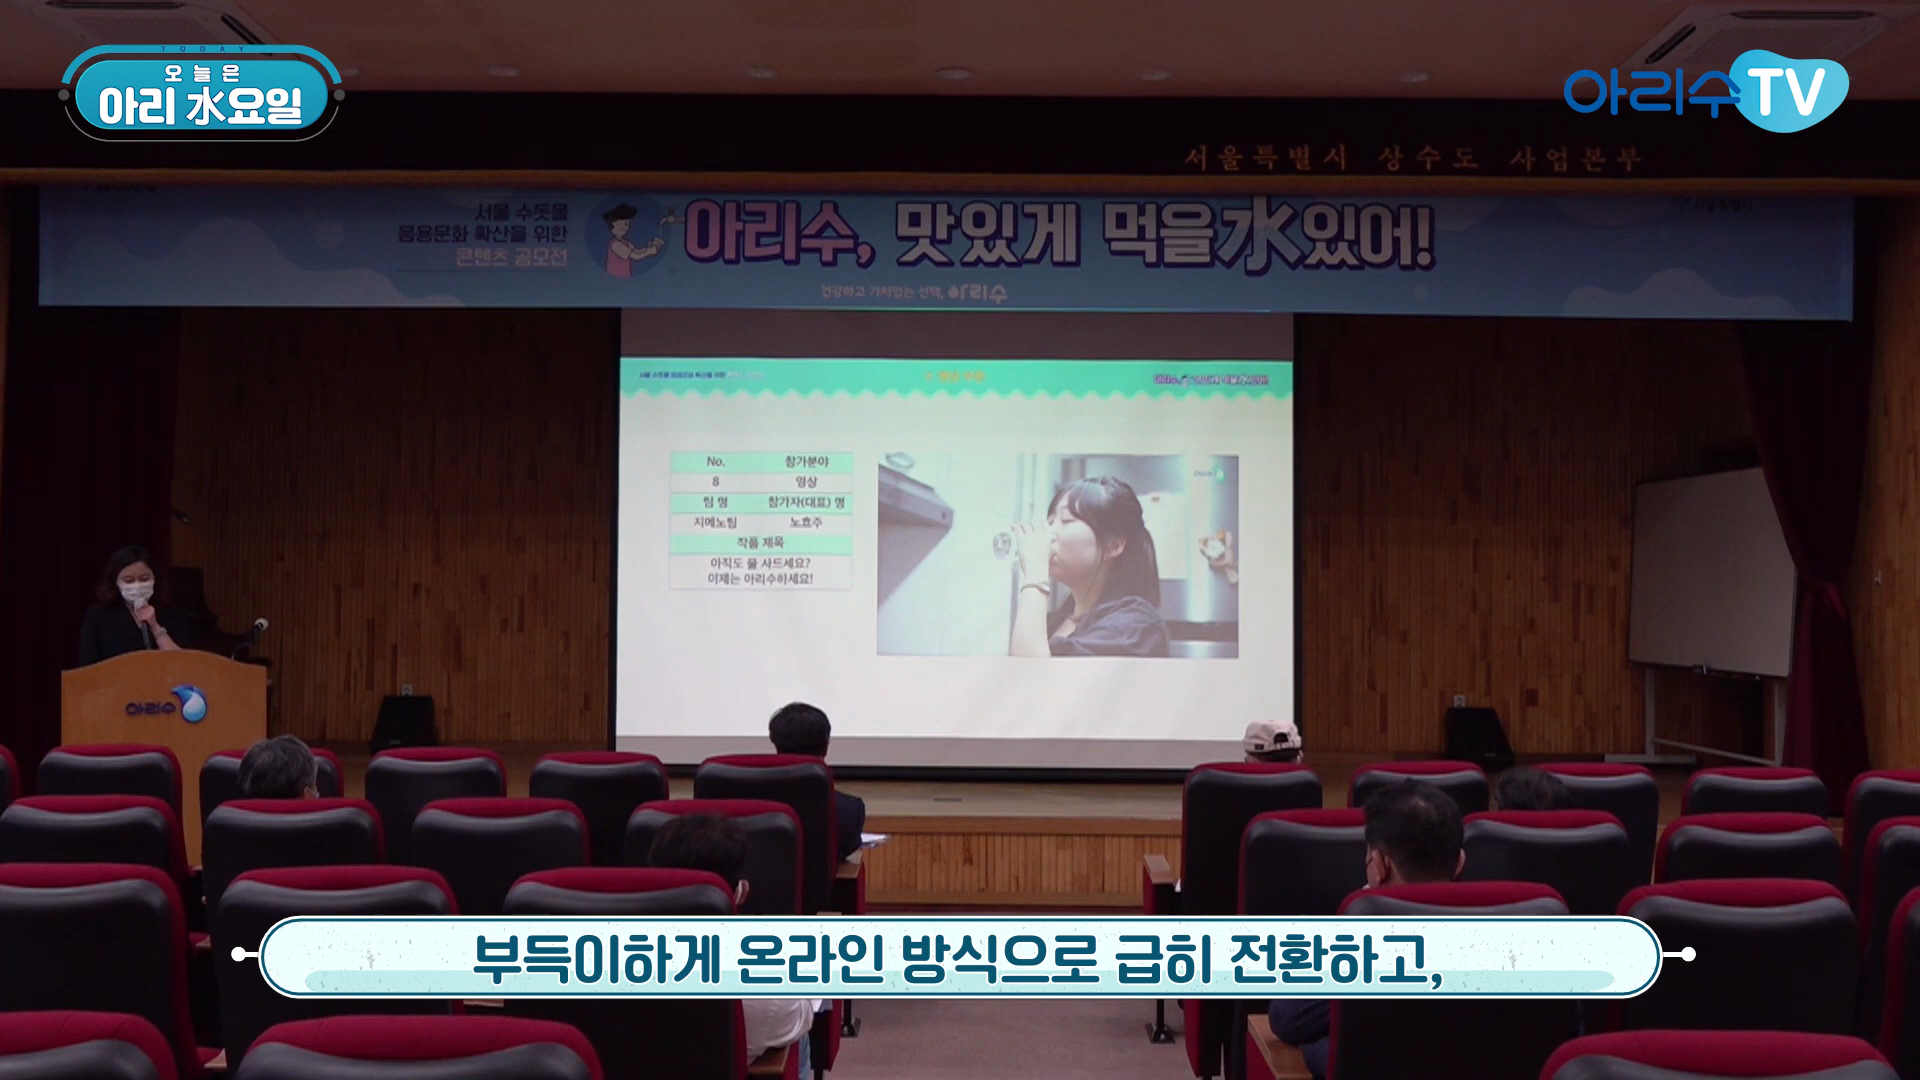 TODAY
오늘은
아리 水요일
아리수TV
서울특별시 상수도 사업본부
서울 수돗물
음용문화 확산을 위한
콘텐츠 공모전
아리수, 맛있게 먹을水있어!
건강하고 가치있는 선택, 아리수
No. 참가분야
8 영상
팀 명 참가자(대표) 명
지메노팀 노효주
작품 제목
아직도 물 사드세요?
이제는 아리수하세요!
아리수
부득이하게 온라인 방식으로 급히 전환하고,